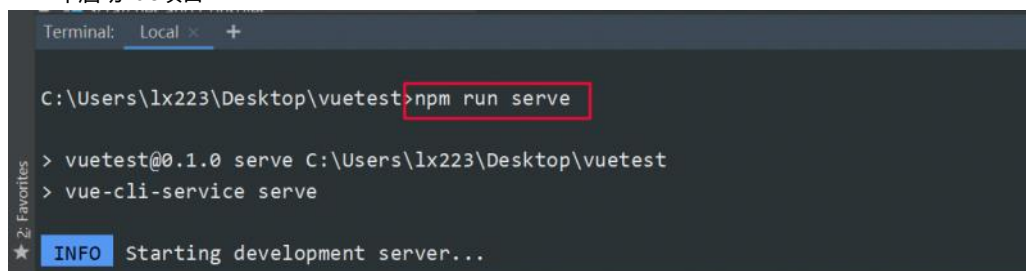 Terminal: Local × +
C:\Users\lx223\Desktop\vuetest>npm run serve
> vuetest@0.1.0 serve C:\Users\lx223\Desktop\vuetest
> vue-cli-service serve
INFO Starting development server...
2: Favorites